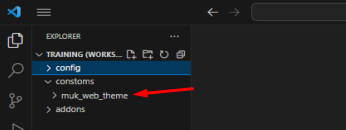 EXPLORER
TRAINING (WORKS...
config
constoms
muk_web_theme
addons